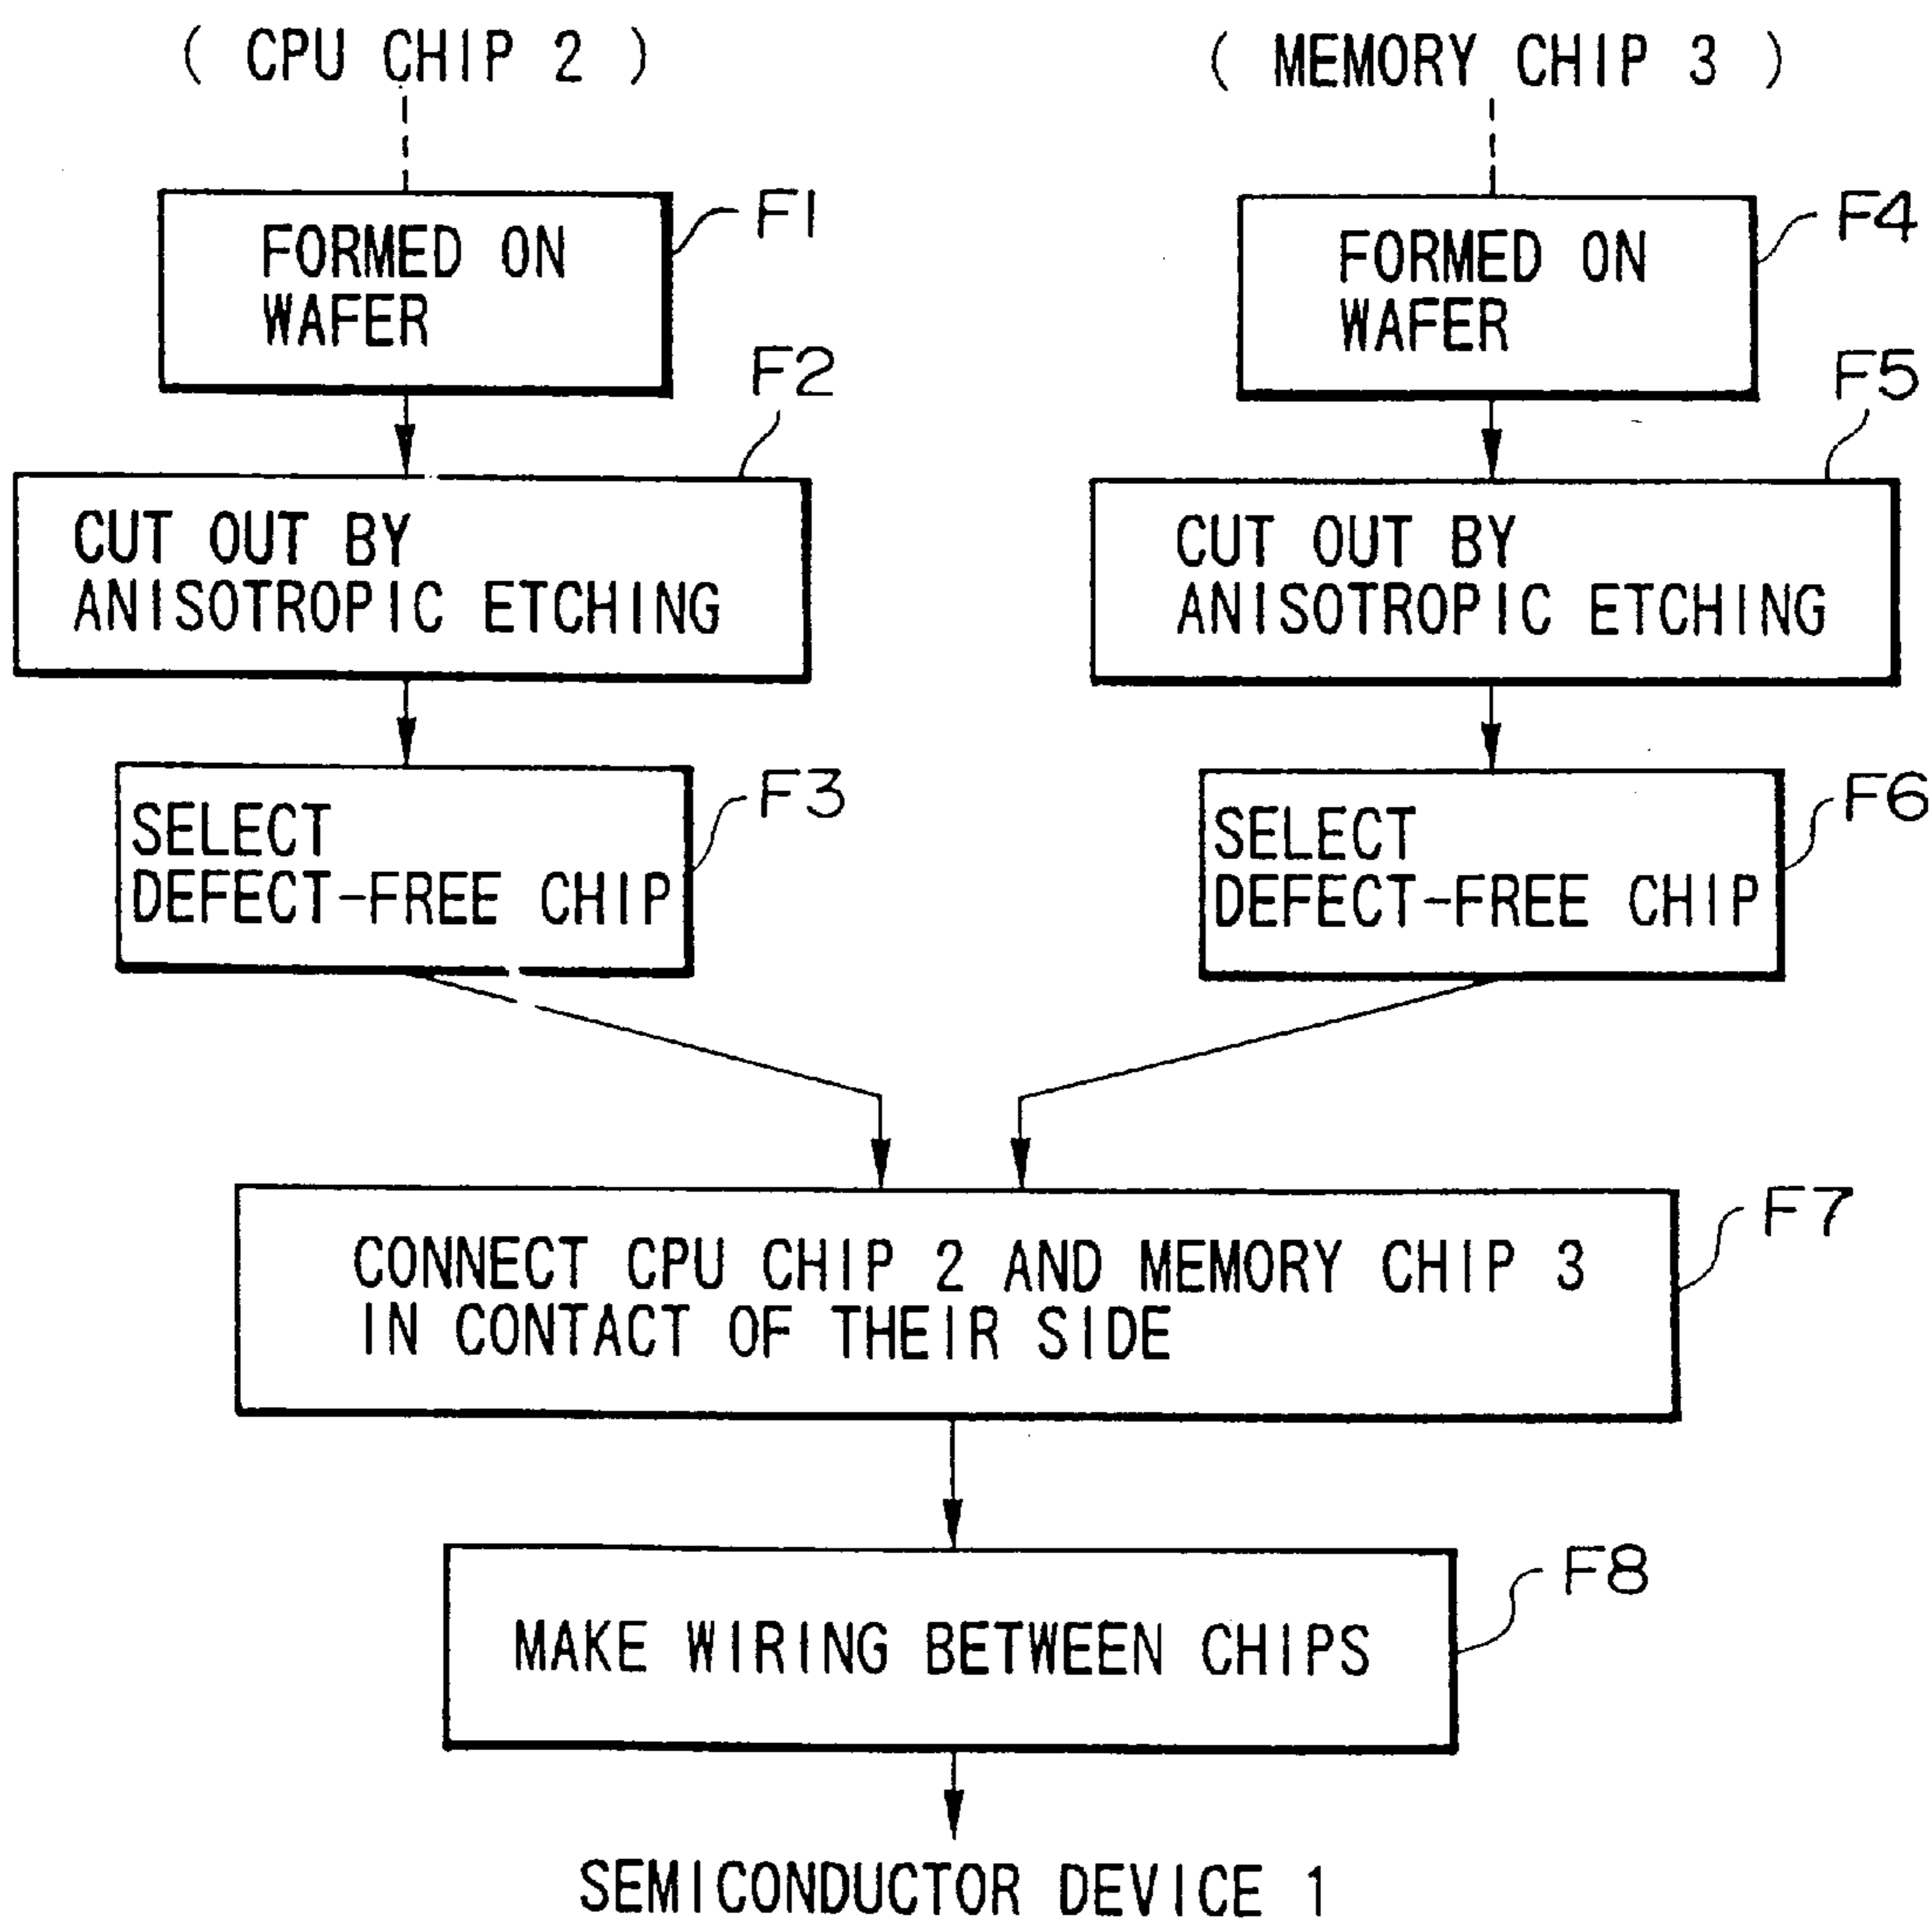 ( CPU CHIP 2 )
FORMED ON
WAFER
F1
CUT OUT BY
ANISOTROPIC ETCHING
F2
SELECT
DEFECT-FREE CHIP
F3
( MEMORY CHIP 3 )
FORMED ON
WAFER
F4
CUT OUT BY
ANISOTROPIC ETCHING
F5
SELECT
DEFECT-FREE CHIP
F6
CONNECT CPU CHIP 2 AND MEMORY CHIP 3
IN CONTACT OF THEIR SIDE
F7
MAKE WIRING BETWEEN CHIPS
F8
SEMICONDUCTOR DEVICE 1